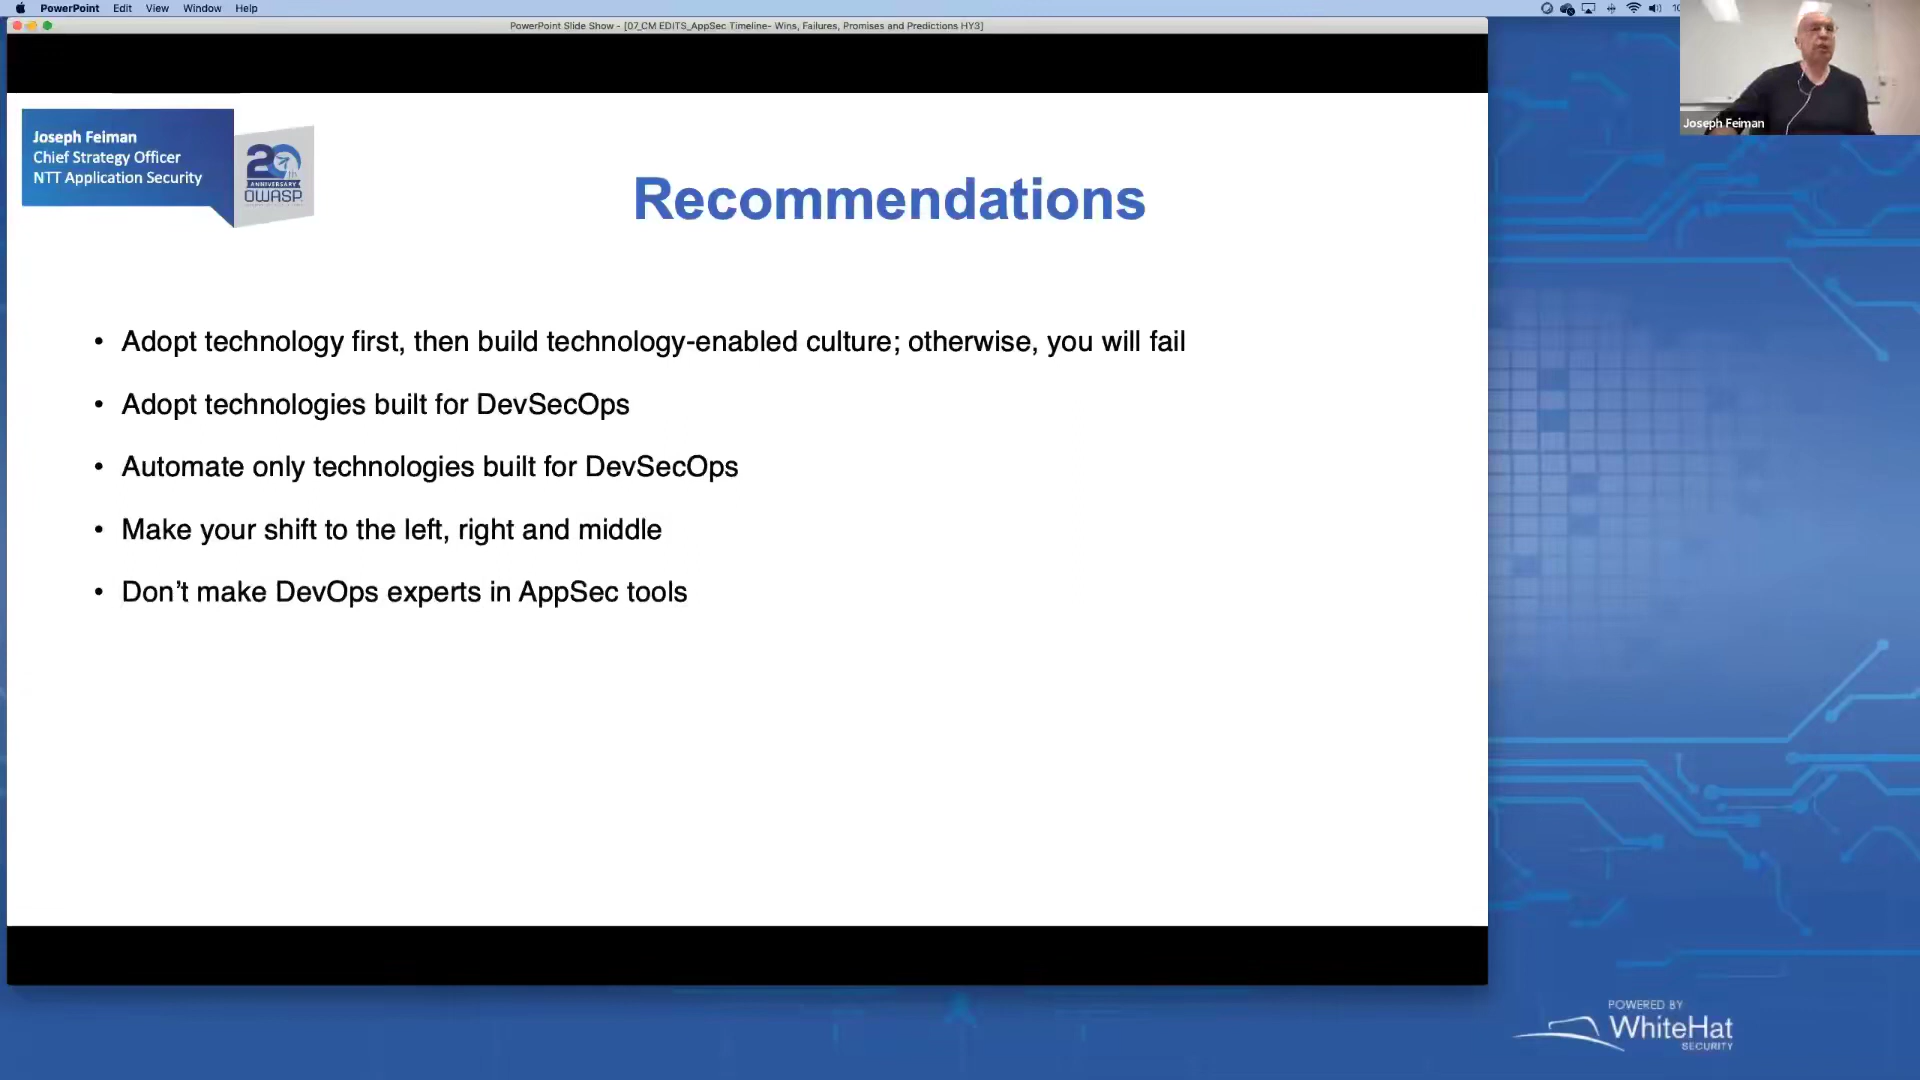 PowerPoint Edit View Window Help
PowerPoint Slide Show - [07_CM EDITS_AppSec Timeline- Wins, Failures, Promises and Predictions HY3]
Joseph Feiman
Joseph Feiman
Chief Strategy Officer
NTT Application Security
20th
ANNIVERSARY
OWASP
Recommendations
• Adopt technology first, then build technology-enabled culture; otherwise, you will fail
• Adopt technologies built for DevSecOps
• Automate only technologies built for DevSecOps
• Make your shift to the left, right and middle
• Don’t make DevOps experts in AppSec tools
POWERED BY
WhiteHat
SECURITY